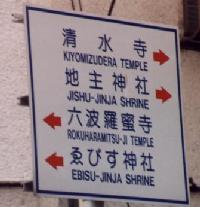 清水寺
KIYOMIZUDERA TEMPLE
地主神社
JISHU-JINJA SHRINE
六波羅蜜寺
ROKUHARAMITSU-JI TEMPLE
ゑびす神社
EBISU-JINJA SHRINE